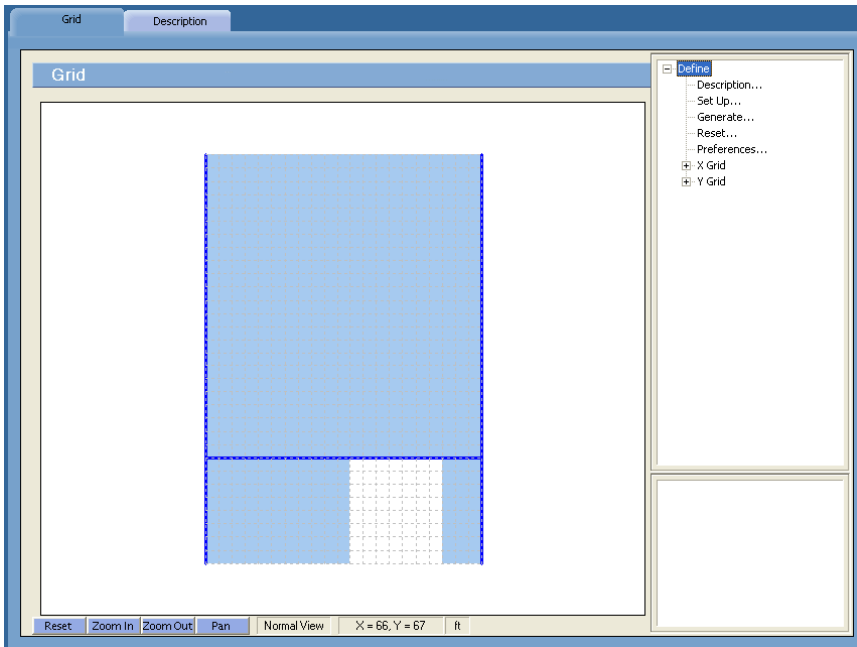 Grid
Description
Grid
Define
Description...
Set Up...
Generate...
Reset...
Preferences...
X Grid
Y Grid
Reset
Zoom In
Zoom Out
Pan
Normal View
X = 66, Y = 67
ft